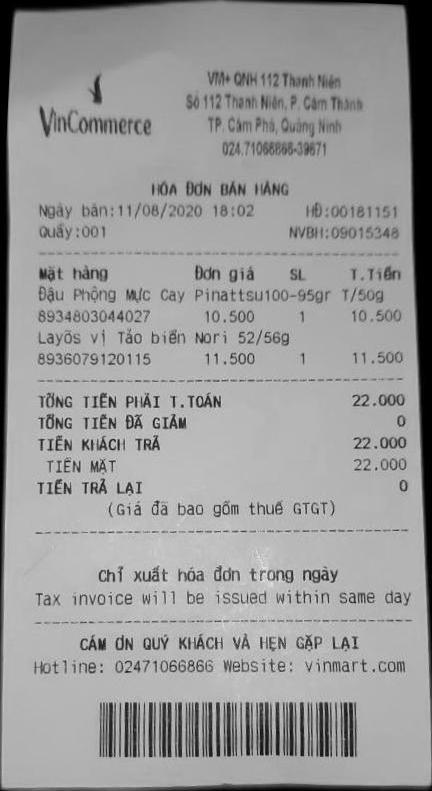 VinCommerce
VM+ QNH 112 Thanh Niên
Số 112 Thanh Niên, P. Cẩm Thành
TP. Cẩm Phả, Quảng Ninh
024.71066866-39671
HÓA ĐƠN BÁN HÀNG
Ngày bán:11/08/2020 18:02 HĐ:00181151
Quầy:001 NVBH:09015348
Mặt hàng Đơn giá SL T.Tiền
Đậu Phộng Mực Cay Pinattsu100-95gr T/50g
8934803044027 10.500 1 10.500
Layõs vị Tảo biển Nori 52/56g
8936079120115 11.500 1 11.500
TỔNG TIỀN PHẢI T.TOÁN 22.000
TỔNG TIỀN ĐÃ GIẢM 0
TIỀN KHÁCH TRẢ 22.000
TIỀN MẶT 22.000
TIỀN TRẢ LẠI 0
(Giá đã bao gồm thuế GTGT)
Chỉ xuất hóa đơn trong ngày
Tax invoice will be issued within same day
CẢM ƠN QUÝ KHÁCH VÀ HẸN GẶP LẠI
Hotline: 02471066866 Website: vinmart.com